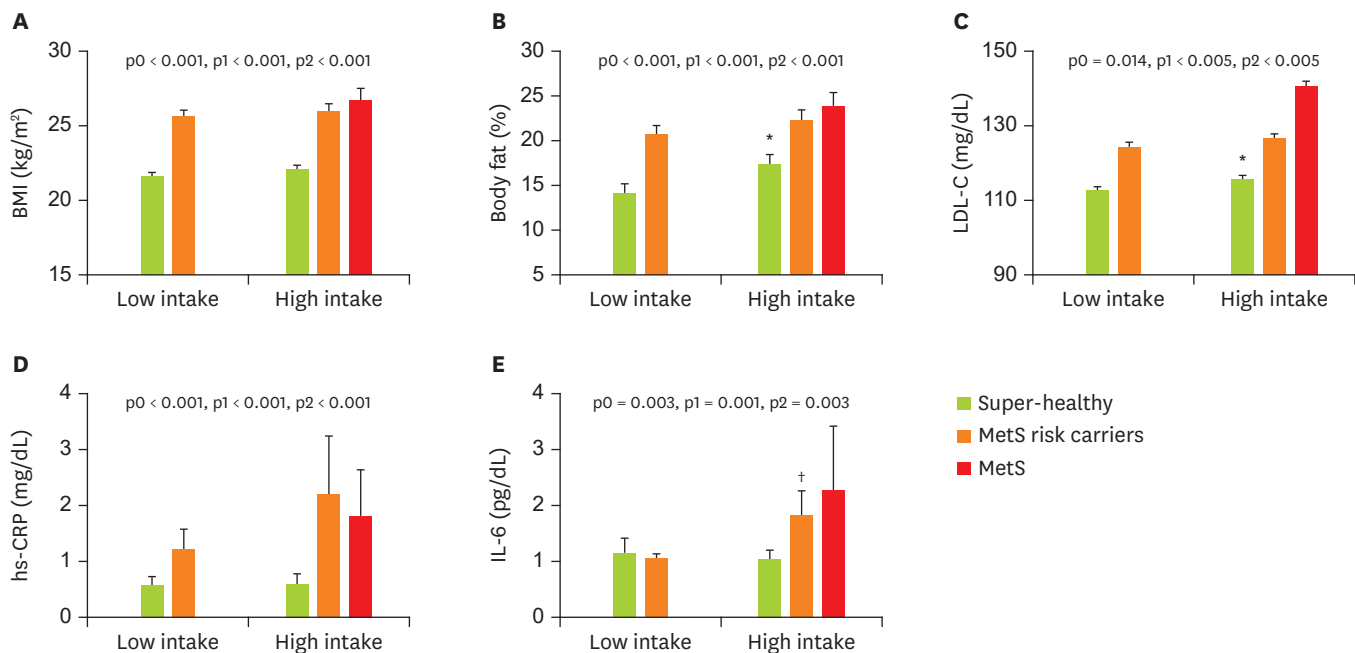 A
30
25
20
15
BMI (kg/m²)
p0 < 0.001, p1 < 0.001, p2 < 0.001
Low intake
High intake
B
30
25
20
15
10
5
Body fat (%)
p0 < 0.001, p1 < 0.001, p2 < 0.001
*
Low intake
High intake
C
150
130
110
90
LDL-C (mg/dL)
p0 = 0.014, p1 < 0.005, p2 < 0.005
*
Low intake
High intake
D
4
3
2
1
0
hs-CRP (mg/dL)
p0 < 0.001, p1 < 0.001, p2 < 0.001
Low intake
High intake
E
4
3
2
1
0
IL-6 (pg/dL)
p0 = 0.003, p1 = 0.001, p2 = 0.003
†
Low intake
High intake
Super-healthy
MetS risk carriers
MetS